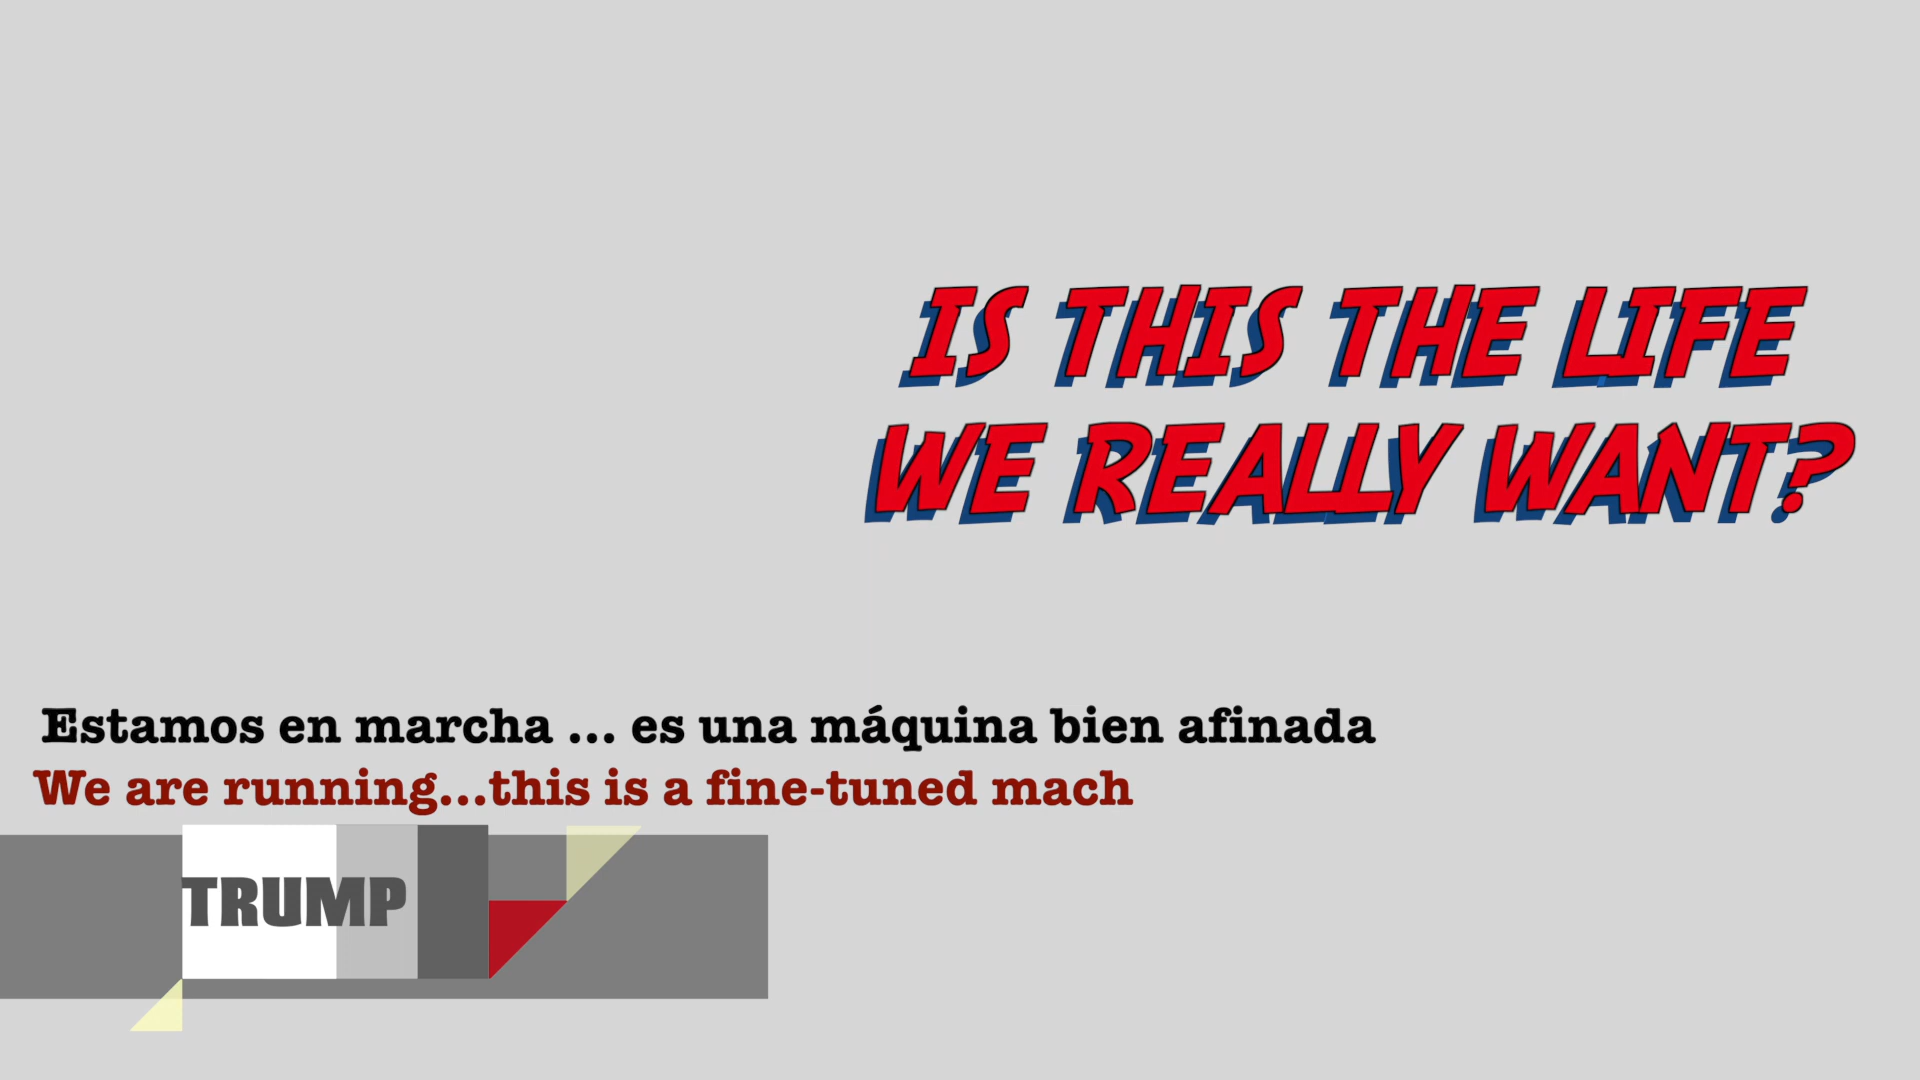 IS THIS THE LIFE
WE REALLY WANT?
Estamos en marcha ... es una máquina bien afinada
We are running...this is a fine-tuned mach
TRUMP